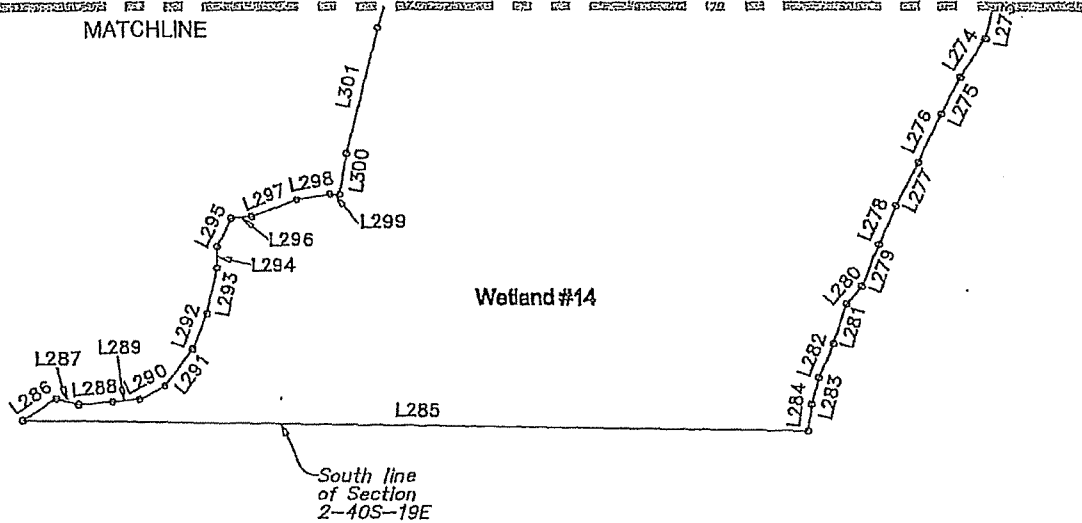 MATCHLINE
L273
L274
L275
L276
L277
L278
L279
L280
L281
L282
L283
L284
L301
L300
L299
L298
L297
L296
L295
L294
L293
L292
L291
L290
L289
L288
L287
L286
L285
Wetland #14
South line
of Section
2-40S-19E